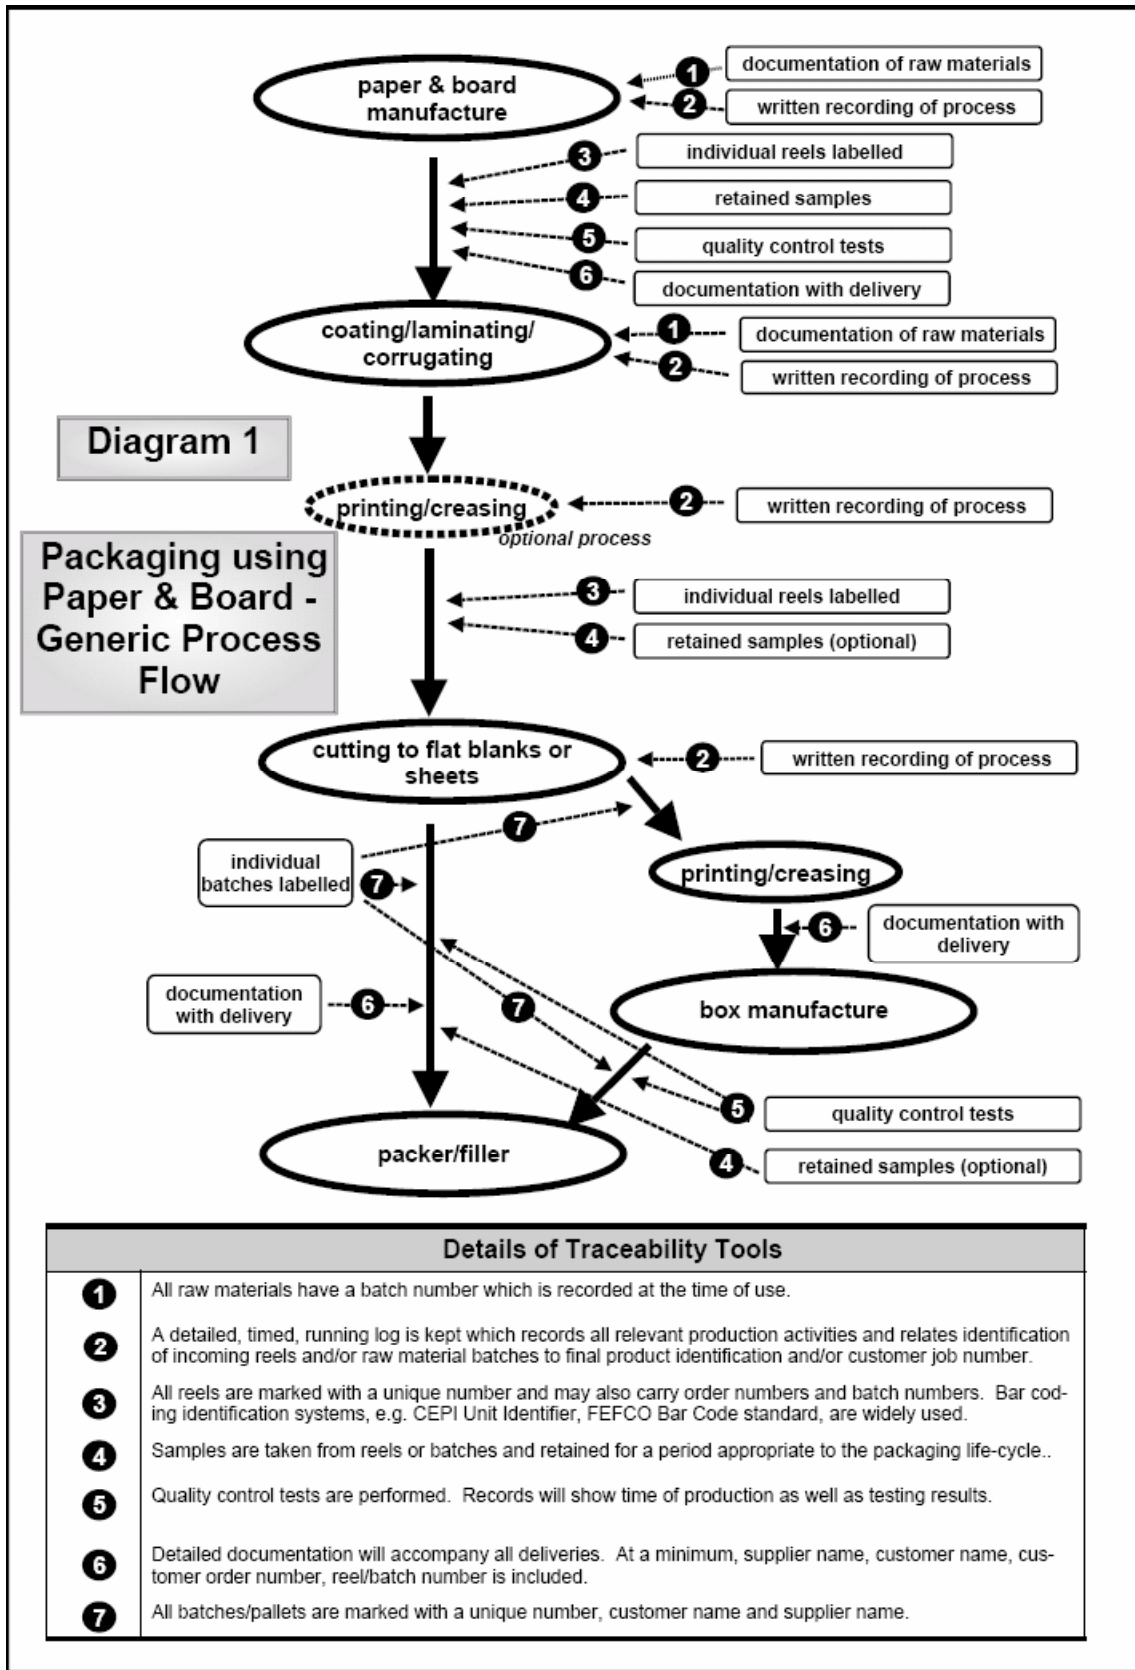 paper & board
manufacture
1
documentation of raw materials
2
written recording of process
3
individual reels labelled
4
retained samples
5
quality control tests
6
documentation with delivery
coating/laminating/
corrugating
1
documentation of raw materials
2
written recording of process
Diagram 1
printing/creasing
optional process
2
written recording of process
Packaging using
Paper & Board -
Generic Process
Flow
3
individual reels labelled
4
retained samples (optional)
cutting to flat blanks or
sheets
2
written recording of process
7
individual
batches labelled
7
printing/creasing
6
documentation with
delivery
documentation
with delivery
6
7
box manufacture
5
quality control tests
packer/filler
4
retained samples (optional)
Details of Traceability Tools
1
All raw materials have a batch number which is recorded at the time of use.
2
A detailed, timed, running log is kept which records all relevant production activities and relates identification
of incoming reels and/or raw material batches to final product identification and/or customer job number.
3
All reels are marked with a unique number and may also carry order numbers and batch numbers. Bar cod-
ing identification systems, e.g. CEPI Unit Identifier, FEFCO Bar Code standard, are widely used.
4
Samples are taken from reels or batches and retained for a period appropriate to the packaging life-cycle..
5
Quality control tests are performed. Records will show time of production as well as testing results.
6
Detailed documentation will accompany all deliveries. At a minimum, supplier name, customer name, cus-
tomer order number, reel/batch number is included.
7
All batches/pallets are marked with a unique number, customer name and supplier name.